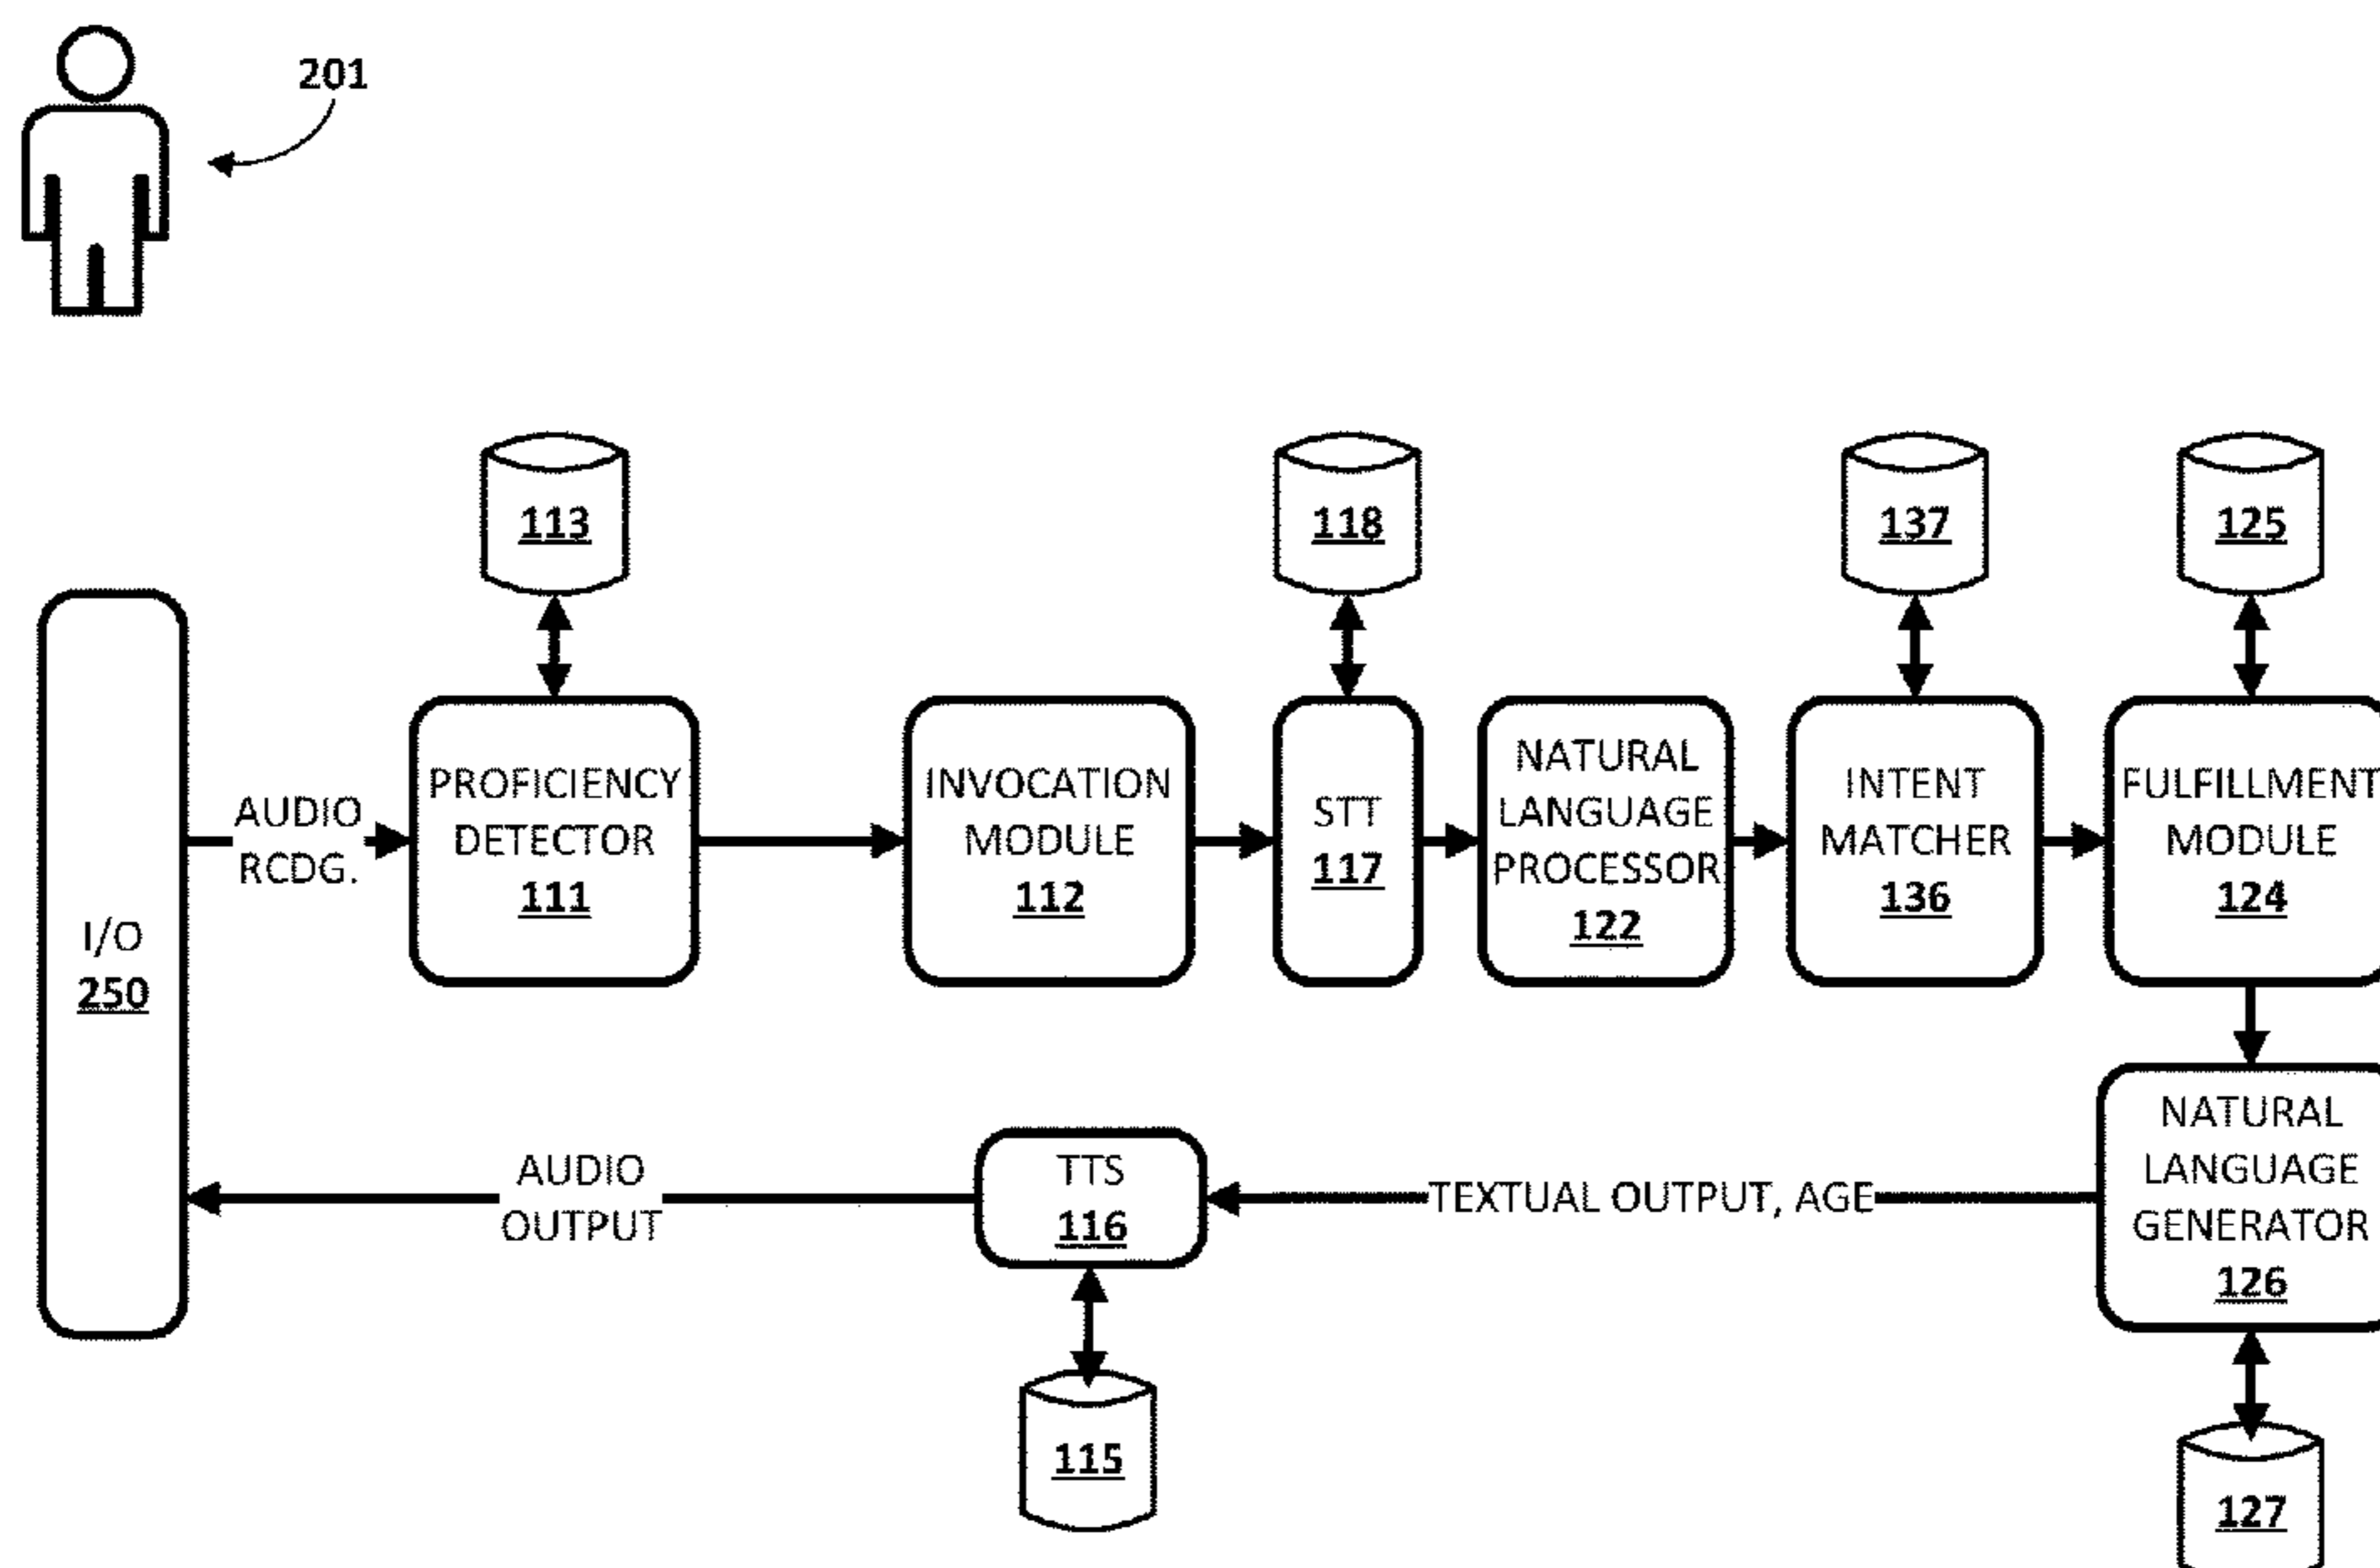 201
113
118
137
125
I/O
250
AUDIO
RCDG.
PROFICIENCY
DETECTOR
111
INVOCATION
MODULE
112
STT
117
NATURAL
LANGUAGE
PROCESSOR
122
INTENT
MATCHER
136
FULFILLMENT
MODULE
124
AUDIO
OUTPUT
TTS
116
TEXTUAL OUTPUT, AGE
NATURAL
LANGUAGE
GENERATOR
126
115
127